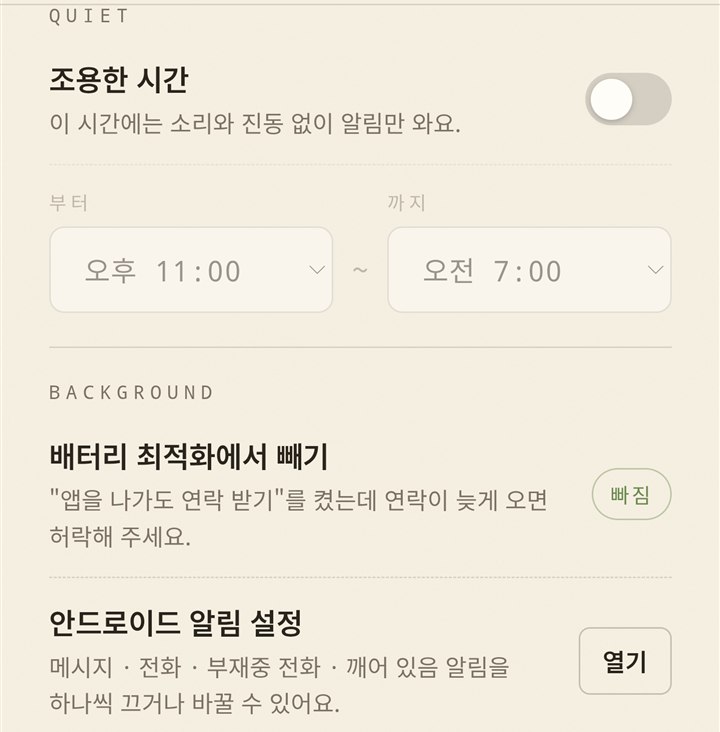 QUIET
조용한 시간
이 시간에는 소리와 진동 없이 알림만 와요.
부터
까지
오후 11:00
~
오전 7:00
BACKGROUND
배터리 최적화에서 빼기
"앱을 나가도 연락 받기"를 켰는데 연락이 늦게 오면
허락해 주세요.
빠짐
안드로이드 알림 설정
메시지 · 전화 · 부재중 전화 · 깨어 있음 알림을
하나씩 끄거나 바꿀 수 있어요.
열기